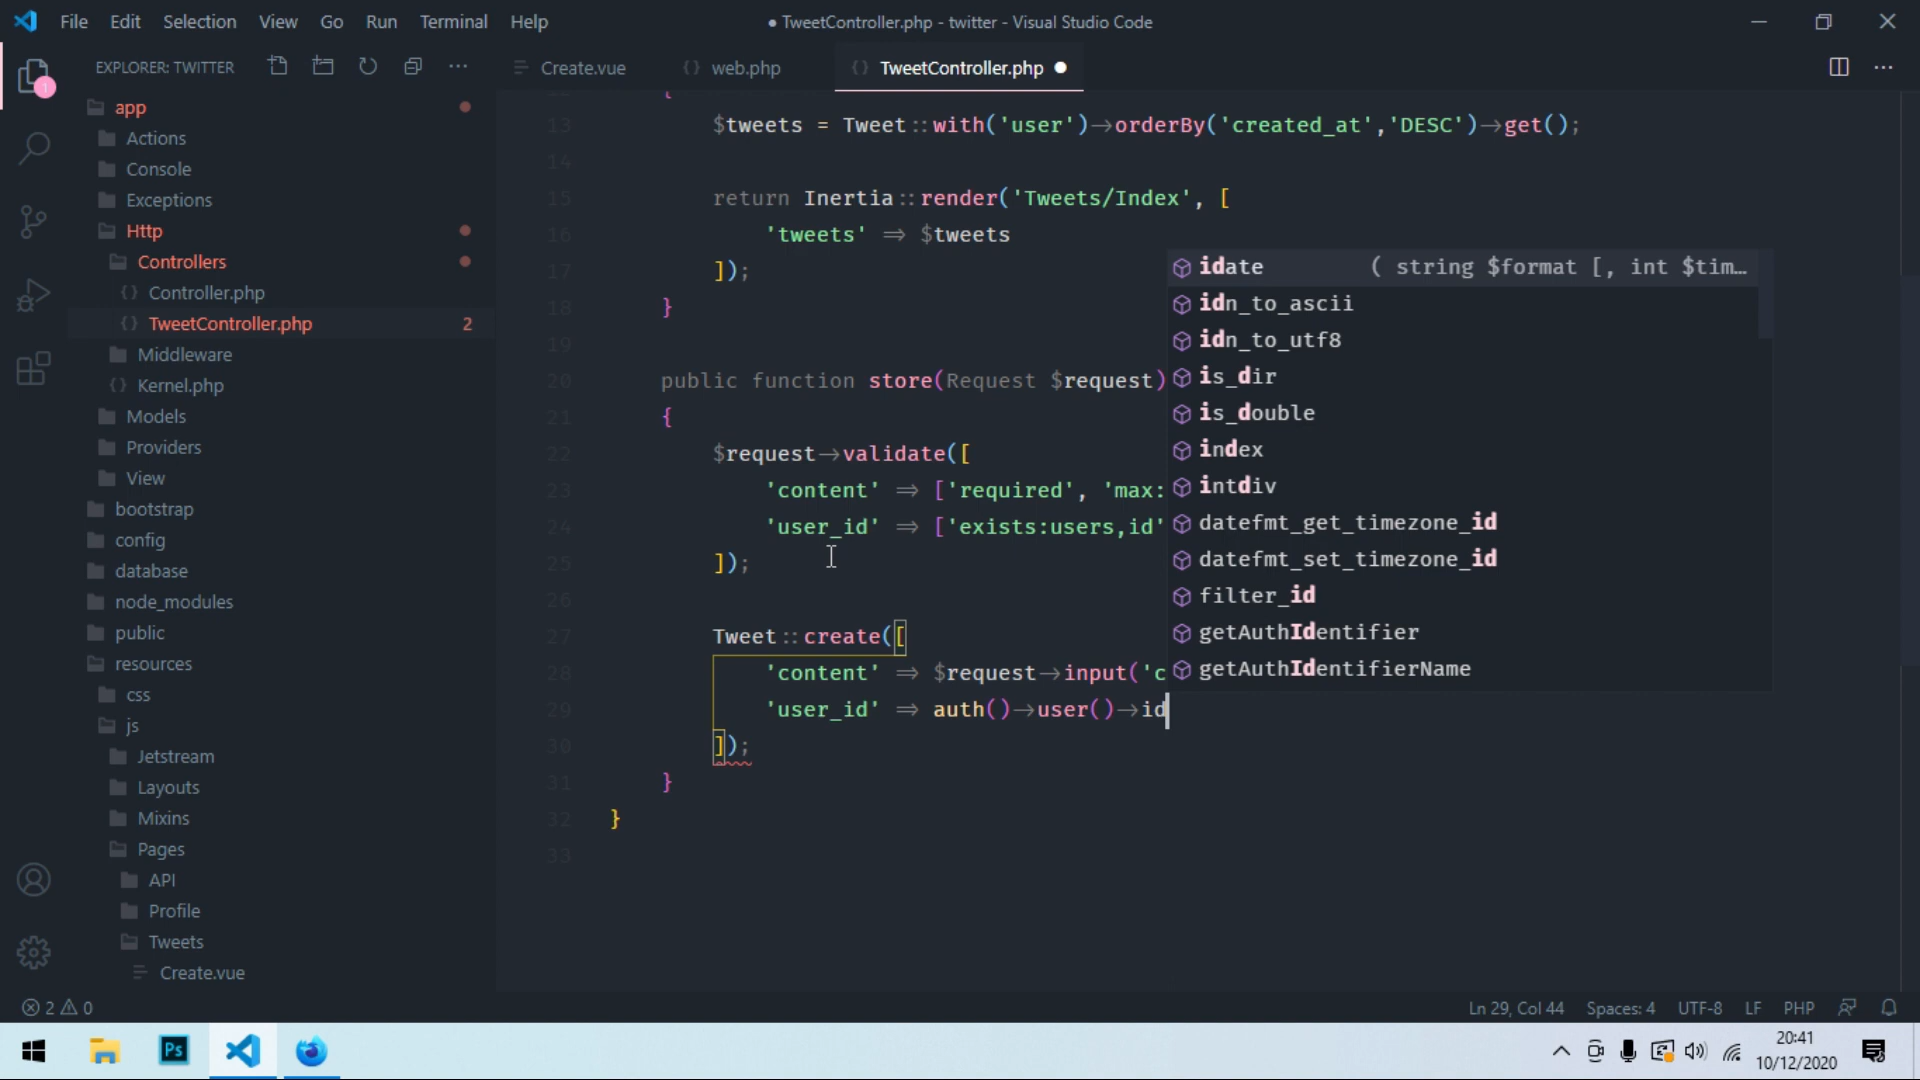 File Edit Selection View Go Run Terminal Help
● TweetController.php - twitter - Visual Studio Code
EXPLORER: TWITTER
Create.vue
web.php
TweetController.php
1
app
Actions
Console
Exceptions
Http
Controllers
Controller.php
TweetController.php 2
Middleware
Kernel.php
Models
Providers
View
bootstrap
config
database
node_modules
public
resources
css
js
Jetstream
Layouts
Mixins
Pages
API
Profile
Tweets
Create.vue
13 $tweets = Tweet::with('user')->orderBy('created_at','DESC')->get();
14
15 return Inertia::render('Tweets/Index', [
16 'tweets' => $tweets
17 ]);
18 }
19
20 public function store(Request $request)
21 {
22 $request->validate([
23 'content' => ['required', 'max:
24 'user_id' => ['exists:users,id'
25 ]);
26
27 Tweet::create([
28 'content' => $request->input('c
29 'user_id' => auth()->user()->id
30 ]);
31 }
32 }
33
idate ( string $format [, int $tim…
idn_to_ascii
idn_to_utf8
is_dir
is_double
index
intdiv
datefmt_get_timezone_id
datefmt_set_timezone_id
filter_id
getAuthIdentifier
getAuthIdentifierName
2 0
Ln 29, Col 44 Spaces: 4 UTF-8 LF PHP
Ps
20:41
10/12/2020